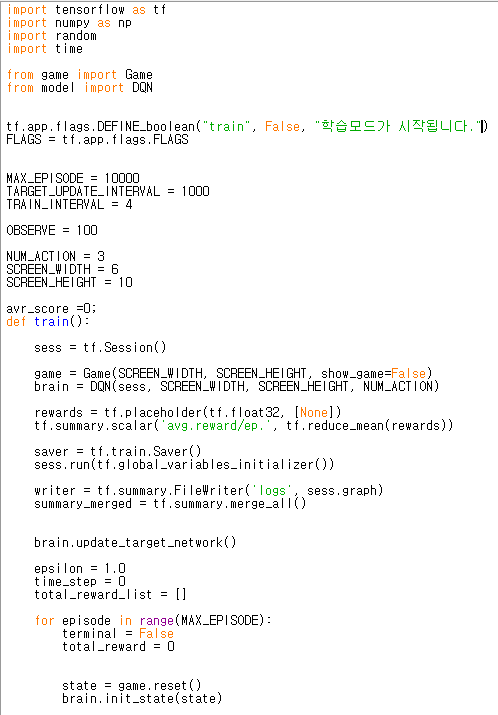 import tensorflow as tf
import numpy as np
import random
import time
from game import Game
from model import DQN
tf.app.flags.DEFINE_boolean("train", False, "학습모드가 시작됩니다.")
FLAGS = tf.app.flags.FLAGS
MAX_EPISODE = 10000
TARGET_UPDATE_INTERVAL = 1000
TRAIN_INTERVAL = 4
OBSERVE = 100
NUM_ACTION = 3
SCREEN_WIDTH = 6
SCREEN_HEIGHT = 10
avr_score =0;
def train():
    sess = tf.Session()
    game = Game(SCREEN_WIDTH, SCREEN_HEIGHT, show_game=False)
    brain = DQN(sess, SCREEN_WIDTH, SCREEN_HEIGHT, NUM_ACTION)
    rewards = tf.placeholder(tf.float32, [None])
    tf.summary.scalar('avg.reward/ep.', tf.reduce_mean(rewards))
    saver = tf.train.Saver()
    sess.run(tf.global_variables_initializer())
    writer = tf.summary.FileWriter('logs', sess.graph)
    summary_merged = tf.summary.merge_all()
    brain.update_target_network()
    epsilon = 1.0
    time_step = 0
    total_reward_list = []
    for episode in range(MAX_EPISODE):
        terminal = False
        total_reward = 0
        state = game.reset()
        brain.init_state(state)